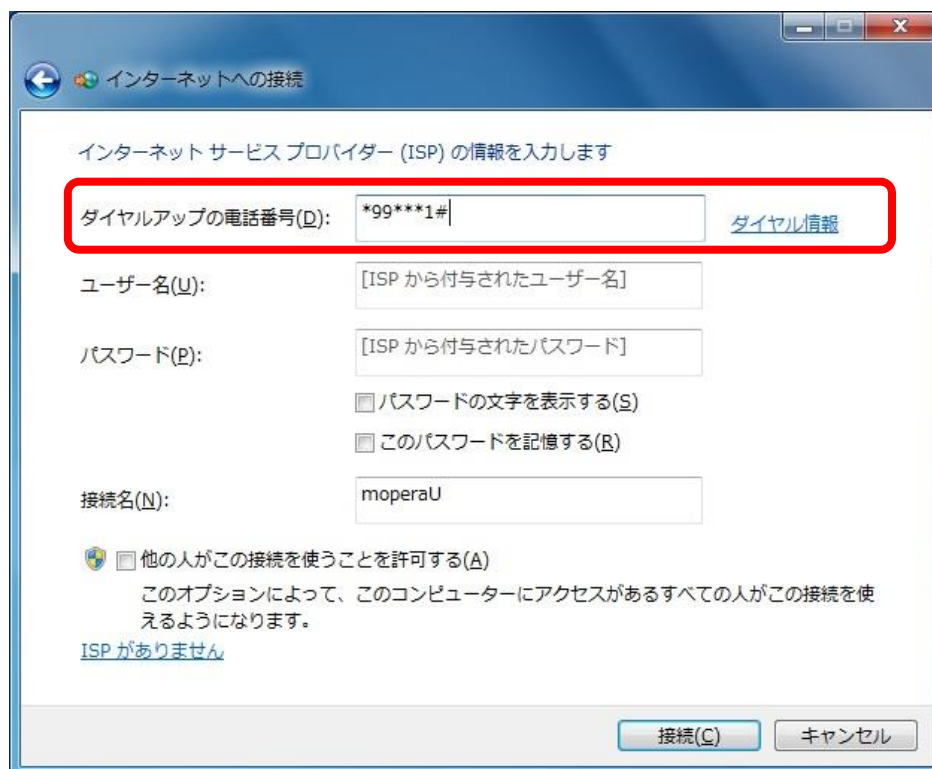 インターネットへの接続
インターネット サービス プロバイダー (ISP) の情報を入力します
ダイヤルアップの電話番号(D): *99***1# ダイヤル情報
ユーザー名(U): [ISP から付与されたユーザー名]
パスワード(P): [ISP から付与されたパスワード]
パスワードの文字を表示する(S)
このパスワードを記憶する(R)
接続名(N): moperaU
他の人がこの接続を使うことを許可する(A)
このオプションによって、このコンピューターにアクセスがあるすべての人がこの接続を使
えるようになります。
ISP がありません
接続(C) キャンセル